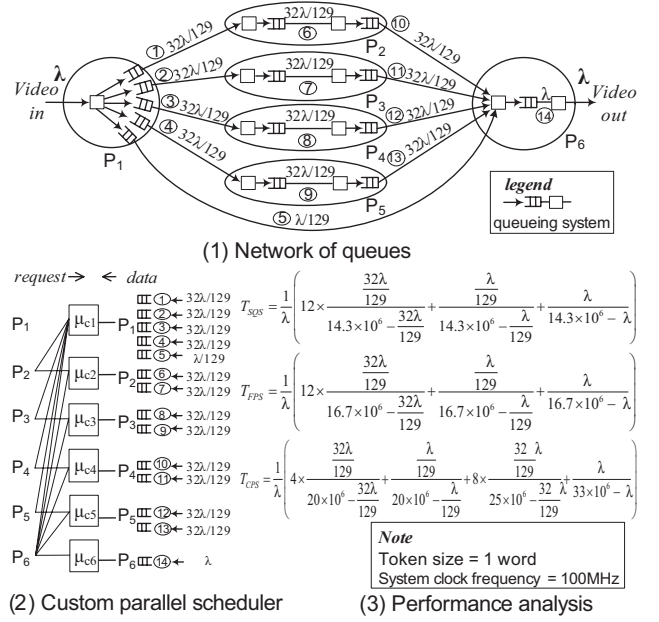 ① 32λ/129
② 32λ/129
③ 32λ/129
④ 32λ/129
⑤ λ/129
32λ/129
⑥
P2
32λ/129
⑦
P3
32λ/129
⑧
P4
32λ/129
⑨
P5
⑩ 32λ/129
⑪ 32λ/129
⑫ 32λ/129
⑬ 32λ/129
λ
Video
in
P1
λ
⑭
P6
λ
Video
out
legend
queueing system
(1) Network of queues
request data
P1 μc1 P1
① 32λ/129
② 32λ/129
③ 32λ/129
④ 32λ/129
⑤ λ/129
P2 μc2 P2
⑥ 32λ/129
⑦ 32λ/129
P3 μc3 P3
⑧ 32λ/129
⑨ 32λ/129
P4 μc4 P4
⑩ 32λ/129
⑪ 32λ/129
P5 μc5 P5
⑫ 32λ/129
⑬ 32λ/129
P6 μc6 P6
⑭ λ
(2) Custom parallel scheduler
T_SQS = 1/λ (12 × (32λ/129)/(14.3×10^6 − 32λ/129) + (λ/129)/(14.3×10^6 − λ/129) + λ/(14.3×10^6 − λ))
T_FPS = 1/λ (12 × (32λ/129)/(16.7×10^6 − 32λ/129) + (λ/129)/(16.7×10^6 − λ/129) + λ/(16.7×10^6 − λ))
T_CPS = 1/λ (4 × (32λ/129)/(20×10^6 − 32λ/129) + (λ/129)/(20×10^6 − λ/129) + 8 × (32/129 λ)/(25×10^6 − 32/129 λ) + λ/(33×10^6 − λ))
Note
Token size = 1 word
System clock frequency = 100MHz
(3) Performance analysis